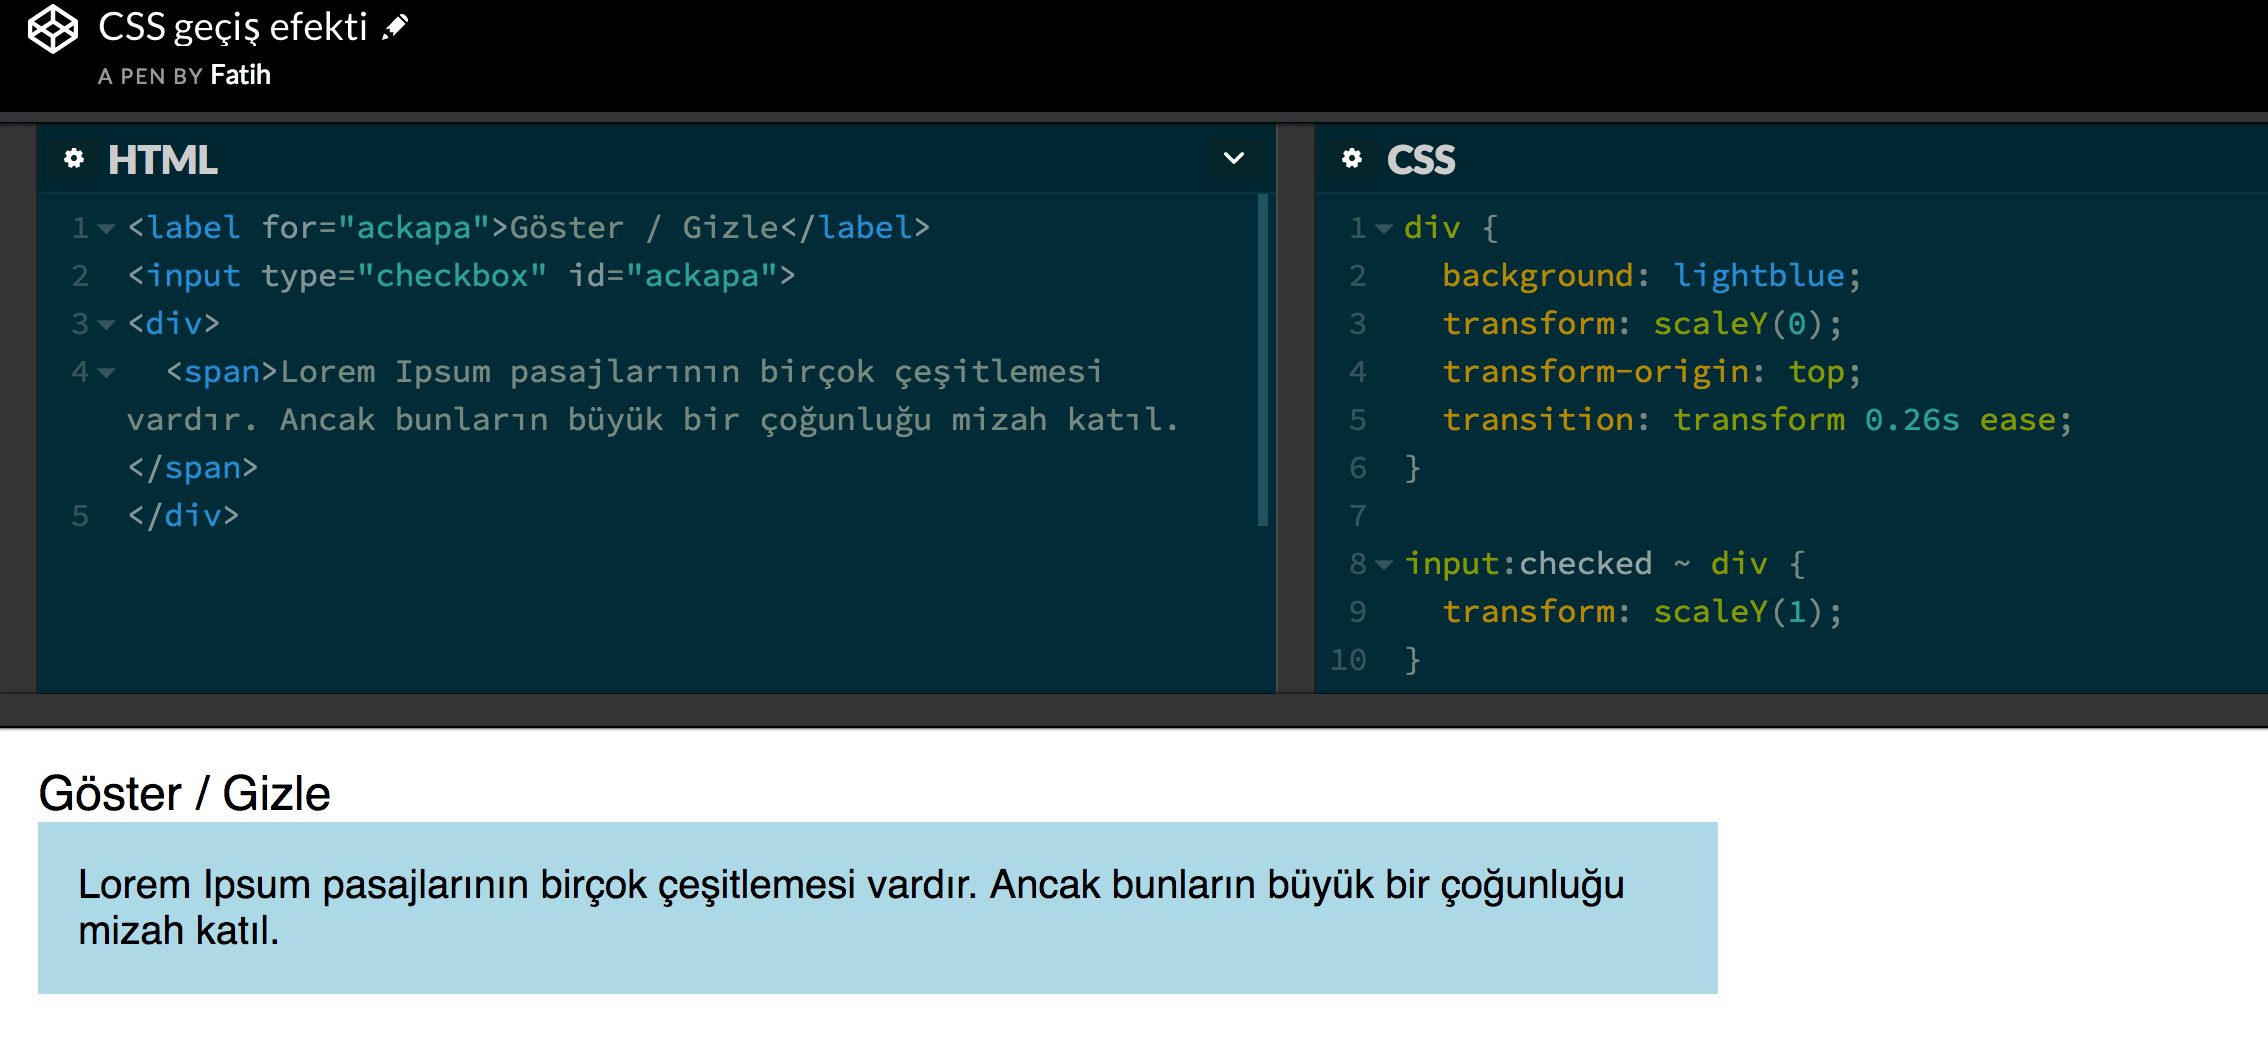 CSS geçiş efekti
A PEN BY Fatih
HTML
1 <label for="ackapa">Göster / Gizle</label>
2 <input type="checkbox" id="ackapa">
3 <div>
4   <span>Lorem Ipsum pasajlarının birçok çeşitlemesi
vardır. Ancak bunların büyük bir çoğunluğu mizah katıl.
</span>
5 </div>
CSS
1 div {
2   background: lightblue;
3   transform: scaleY(0);
4   transform-origin: top;
5   transition: transform 0.26s ease;
6 }
7
8 input:checked ~ div {
9   transform: scaleY(1);
10 }
Göster / Gizle
Lorem Ipsum pasajlarının birçok çeşitlemesi vardır. Ancak bunların büyük bir çoğunluğu
mizah katıl.